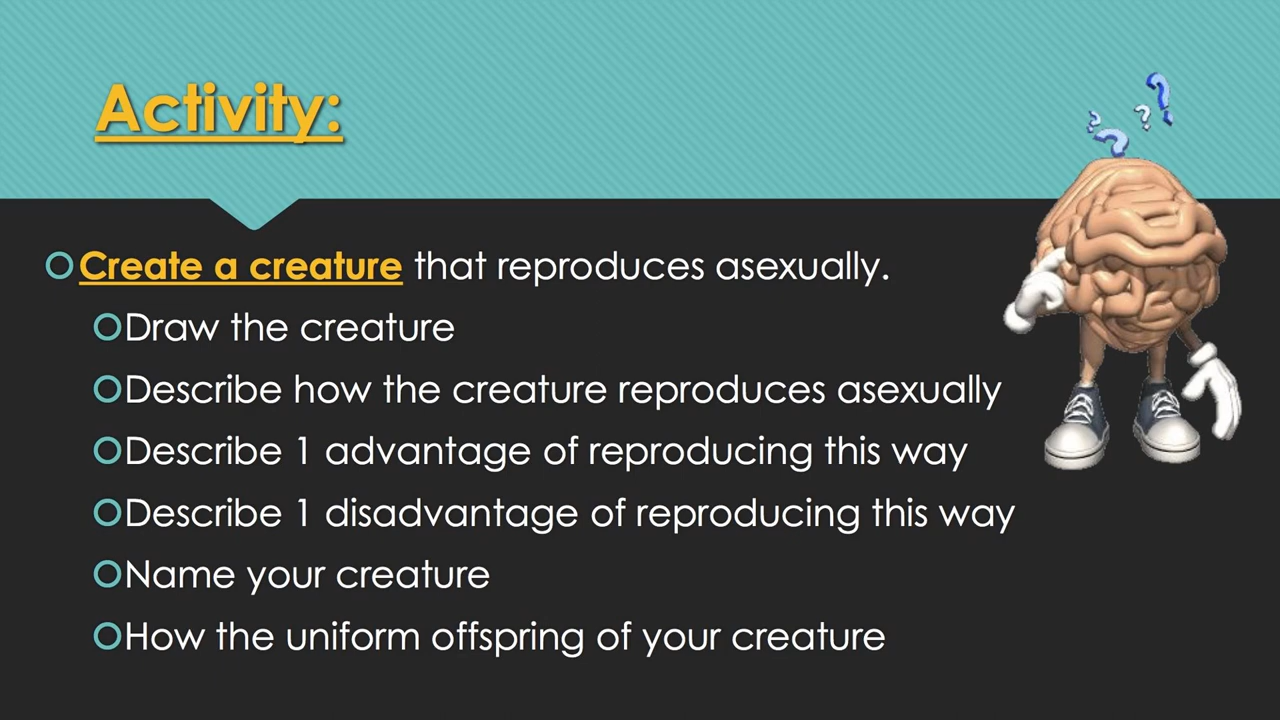 Activity:
Create a creature that reproduces asexually.
Draw the creature
Describe how the creature reproduces asexually
Describe 1 advantage of reproducing this way
Describe 1 disadvantage of reproducing this way
Name your creature
How the uniform offspring of your creature